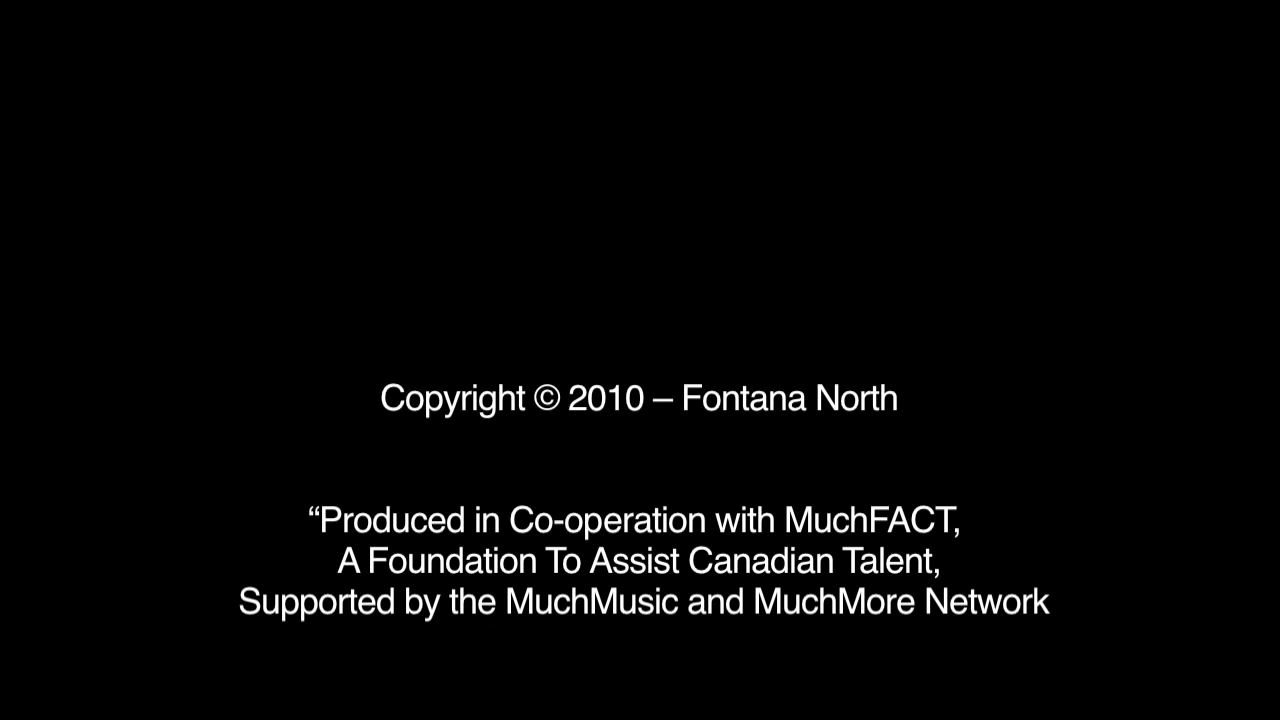 Copyright © 2010 – Fontana North
“Produced in Co-operation with MuchFACT,
A Foundation To Assist Canadian Talent,
Supported by the MuchMusic and MuchMore Network